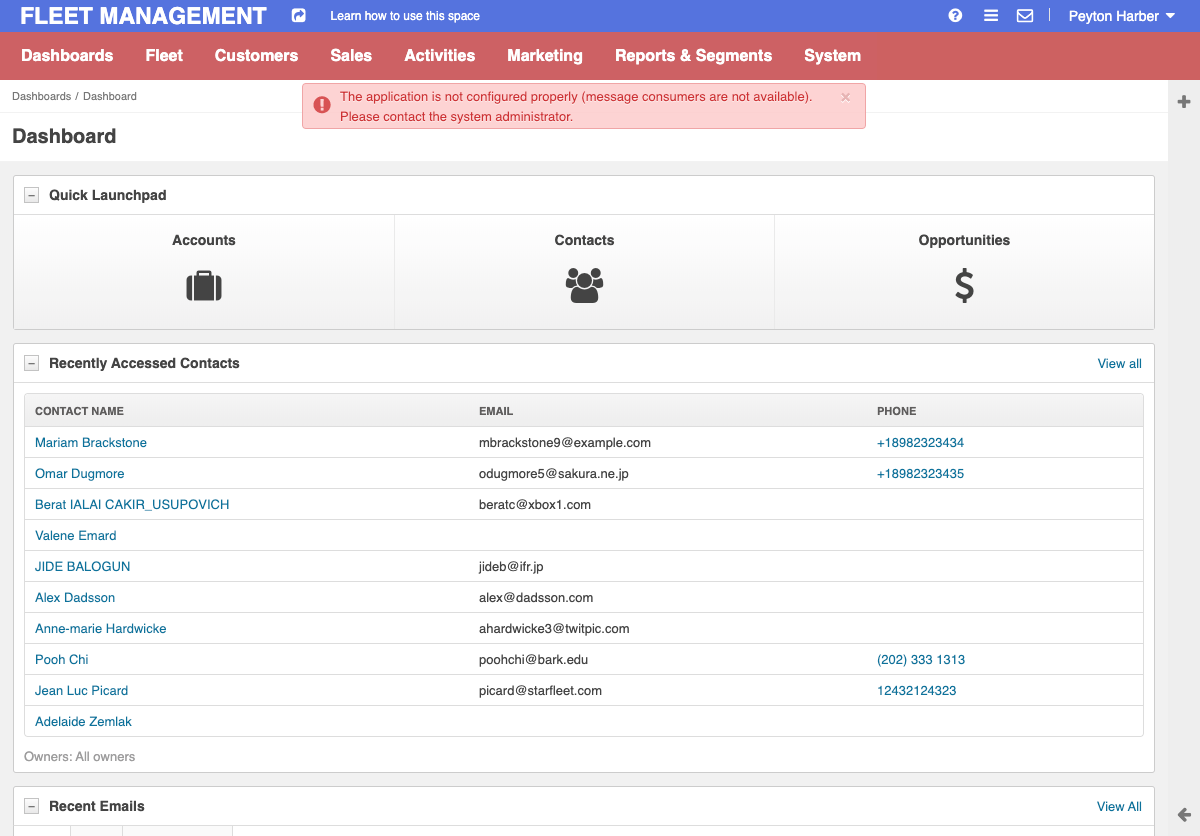 FLEET MANAGEMENT Learn how to use this space Peyton Harber
Dashboards Fleet Customers Sales Activities Marketing Reports & Segments System
Dashboards / Dashboard
The application is not configured properly (message consumers are not available). ×
Please contact the system administrator.
Dashboard
Quick Launchpad
Accounts Contacts Opportunities
Recently Accessed Contacts View all
CONTACT NAME EMAIL PHONE
Mariam Brackstone mbrackstone9@example.com +18982323434
Omar Dugmore odugmore5@sakura.ne.jp +18982323435
Berat IALAI CAKIR_USUPOVICH beratc@xbox1.com
Valene Emard
JIDE BALOGUN jideb@ifr.jp
Alex Dadsson alex@dadsson.com
Anne-marie Hardwicke ahardwicke3@twitpic.com
Pooh Chi poohchi@bark.edu (202) 333 1313
Jean Luc Picard picard@starfleet.com 12432124323
Adelaide Zemlak
Owners: All owners
Recent Emails View All